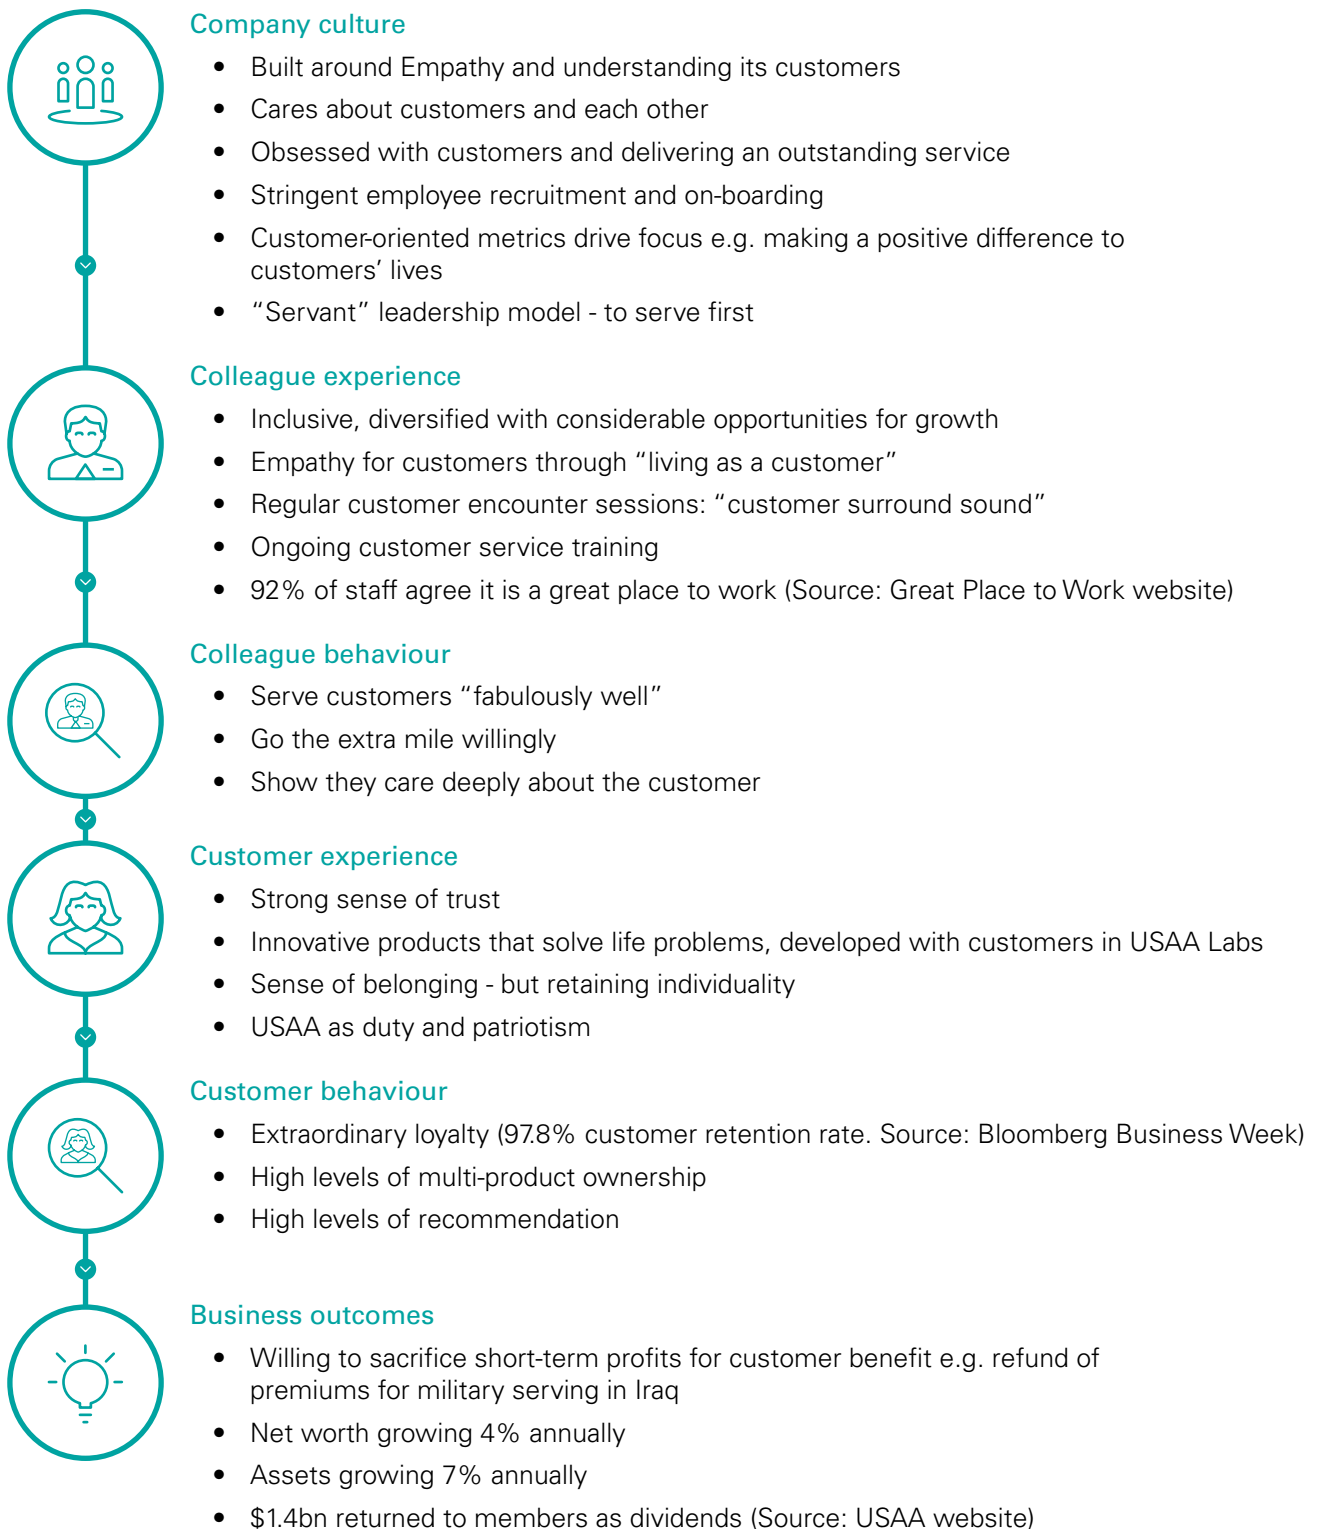 Company culture
• Built around Empathy and understanding its customers
• Cares about customers and each other
• Obsessed with customers and delivering an outstanding service
• Stringent employee recruitment and on-boarding
• Customer-oriented metrics drive focus e.g. making a positive difference to
customers’ lives
• “Servant” leadership model - to serve first
Colleague experience
• Inclusive, diversified with considerable opportunities for growth
• Empathy for customers through “living as a customer”
• Regular customer encounter sessions: “customer surround sound”
• Ongoing customer service training
• 92% of staff agree it is a great place to work (Source: Great Place to Work website)
Colleague behaviour
• Serve customers “fabulously well”
• Go the extra mile willingly
• Show they care deeply about the customer
Customer experience
• Strong sense of trust
• Innovative products that solve life problems, developed with customers in USAA Labs
• Sense of belonging - but retaining individuality
• USAA as duty and patriotism
Customer behaviour
• Extraordinary loyalty (97.8% customer retention rate. Source: Bloomberg Business Week)
• High levels of multi-product ownership
• High levels of recommendation
Business outcomes
• Willing to sacrifice short-term profits for customer benefit e.g. refund of
premiums for military serving in Iraq
• Net worth growing 4% annually
• Assets growing 7% annually
• $1.4bn returned to members as dividends (Source: USAA website)